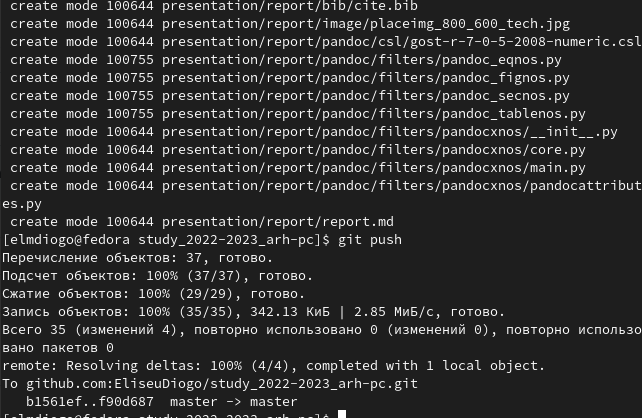 create mode 100644 presentation/report/bib/cite.bib
create mode 100644 presentation/report/image/placeimg_800_600_tech.jpg
create mode 100644 presentation/report/pandoc/csl/gost-r-7-0-5-2008-numeric.csl
create mode 100755 presentation/report/pandoc/filters/pandoc_eqnos.py
create mode 100755 presentation/report/pandoc/filters/pandoc_fignos.py
create mode 100755 presentation/report/pandoc/filters/pandoc_secnos.py
create mode 100755 presentation/report/pandoc/filters/pandoc_tablenos.py
create mode 100644 presentation/report/pandoc/filters/pandocxnos/__init__.py
create mode 100644 presentation/report/pandoc/filters/pandocxnos/core.py
create mode 100644 presentation/report/pandoc/filters/pandocxnos/main.py
create mode 100644 presentation/report/pandoc/filters/pandocxnos/pandocattribut
es.py
create mode 100644 presentation/report/report.md
[elmdiogo@fedora study_2022-2023_arh-pc]$ git push
Перечисление объектов: 37, готово.
Подсчет объектов: 100% (37/37), готово.
Сжатие объектов: 100% (29/29), готово.
Запись объектов: 100% (35/35), 342.13 КиБ | 2.85 МиБ/с, готово.
Всего 35 (изменений 4), повторно использовано 0 (изменений 0), повторно использо
вано пакетов 0
remote: Resolving deltas: 100% (4/4), completed with 1 local object.
To github.com:EliseuDiogo/study_2022-2023_arh-pc.git
b1561ef..f90d687  master -> master
[elmdiogo@fedora study_2022-2023_arh-pc]$